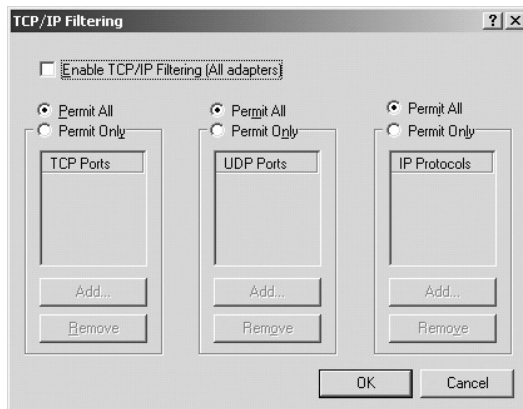 TCP/IP Filtering
Enable TCP/IP Filtering (All adapters)
Permit All Permit All Permit All
Permit Only Permit Only Permit Only
TCP Ports UDP Ports IP Protocols
Add... Add... Add...
Remove Remove Remove
OK Cancel